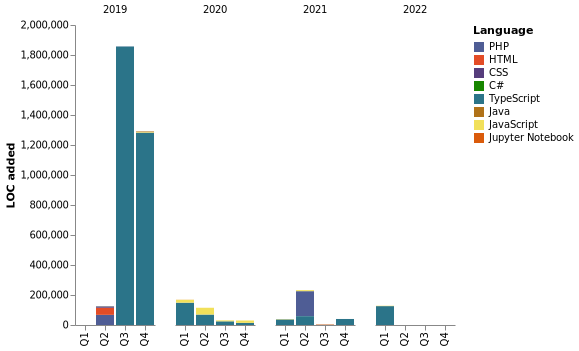 2019 2020 2021 2022
2,000,000
1,800,000
1,600,000
1,400,000
1,200,000
1,000,000
800,000
600,000
400,000
200,000
0
LOC added
Q1 Q2 Q3 Q4 Q1 Q2 Q3 Q4 Q1 Q2 Q3 Q4 Q1 Q2 Q3 Q4
Language
PHP
HTML
CSS
C#
TypeScript
Java
JavaScript
Jupyter Notebook